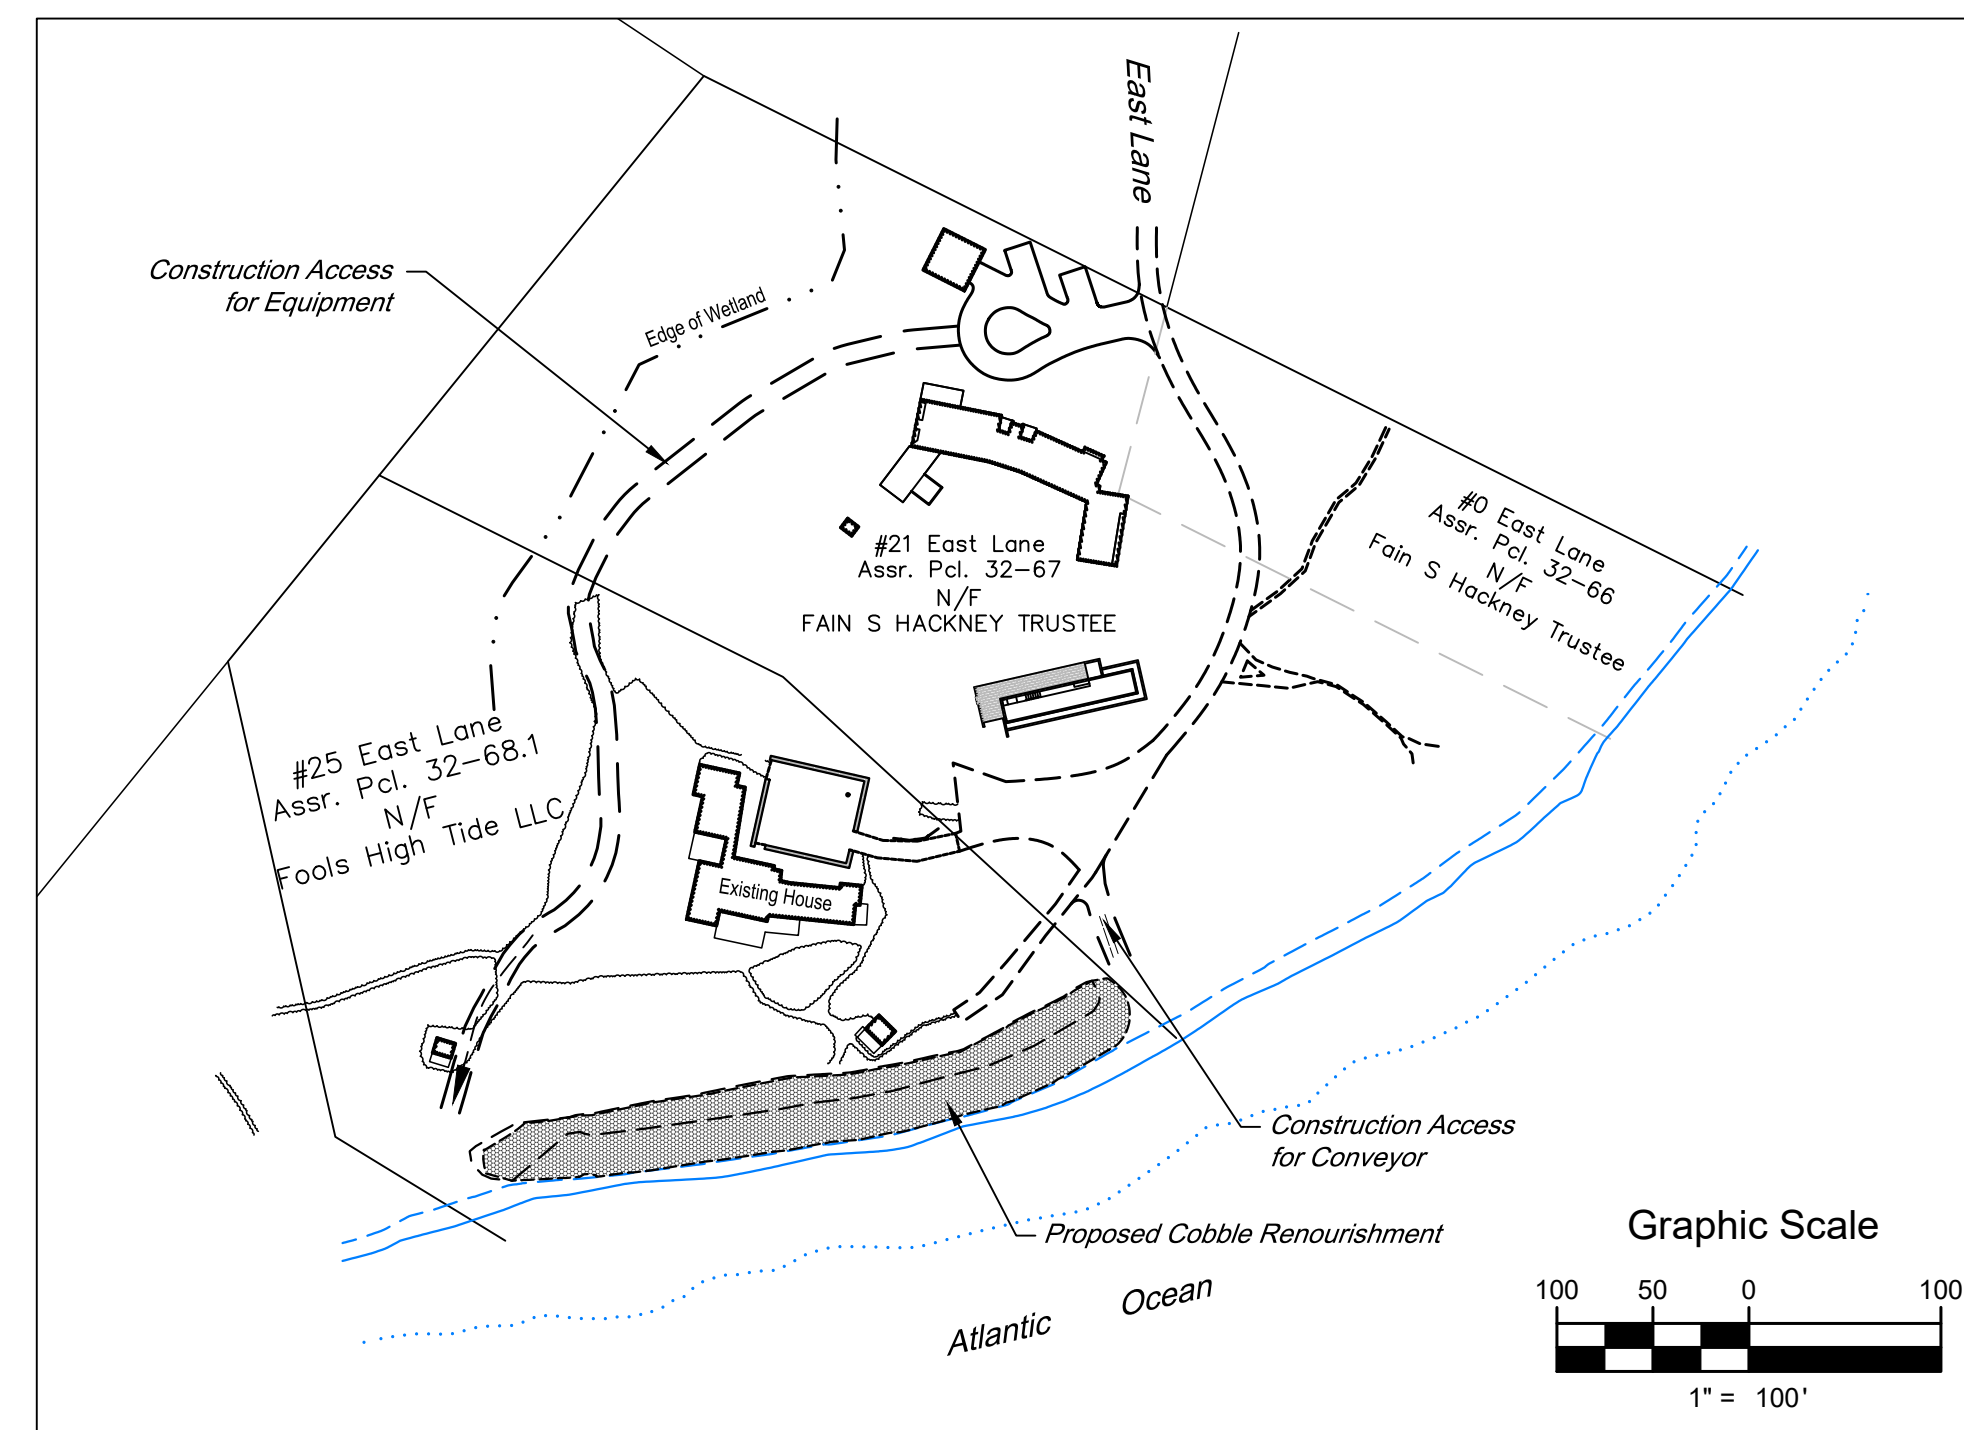 East Lane
Construction Access
for Equipment
Edge of Wetland
#21 East Lane
Assr. Pcl. 32-67
N/F
FAIN S HACKNEY TRUSTEE
#0 East Lane
Assr. Pcl. 32-66
N/F
Fain S Hackney Trustee
#25 East Lane
Assr. Pcl. 32-68.1
N/F
Fools High Tide LLC
Existing House
Construction Access
for Conveyor
Proposed Cobble Renourishment
Atlantic Ocean
Graphic Scale
100 50 0 100
1" = 100'